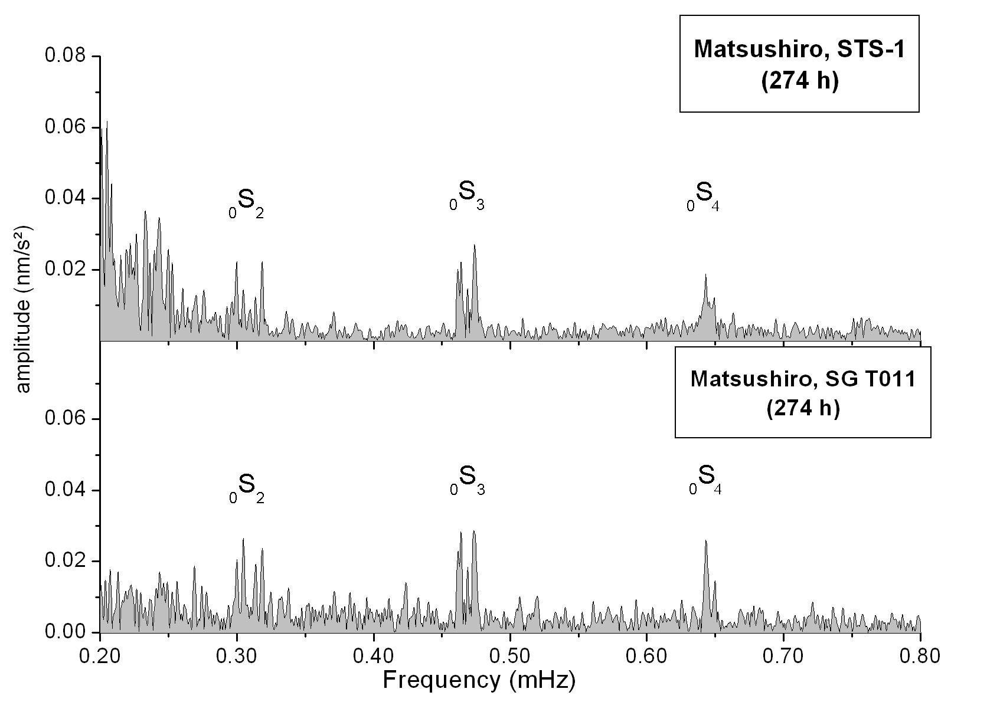 Matsushiro, STS-1
(274 h)
0.08
0.06
0.04
0.02
₀S₂
₀S₃
₀S₄
amplitude (nm/s²)
Matsushiro, SG T011
(274 h)
0.06
0.04
0.02
0.00
₀S₂
₀S₃
₀S₄
0.20 0.30 0.40 0.50 0.60 0.70 0.80
Frequency (mHz)